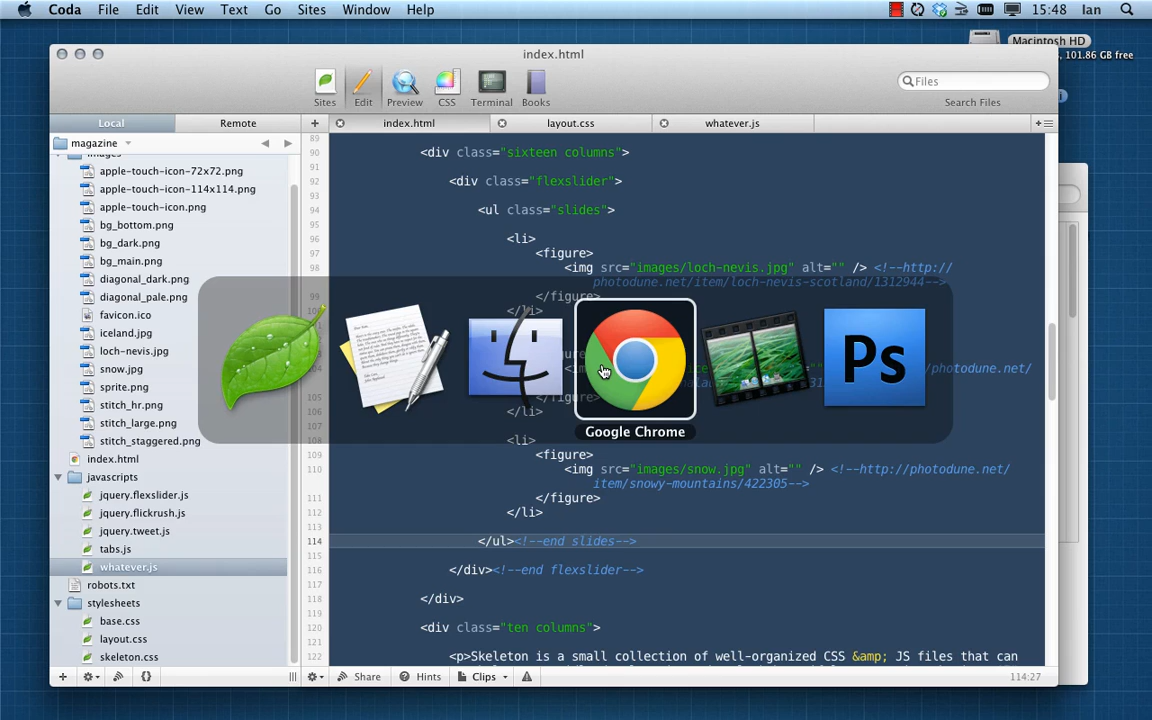 Coda File Edit View Text Go Sites Window Help 15:48 Ian
Macintosh HD
, 101.86 GB free
index.html
Sites Edit Preview CSS Terminal Books
Files
Search Files
Local Remote
index.html layout.css whatever.js
magazine
images
apple-touch-icon-72x72.png
apple-touch-icon-114x114.png
apple-touch-icon.png
bg_bottom.png
bg_dark.png
bg_main.png
diagonal_dark.png
diagonal_pale.png
favicon.ico
iceland.jpg
loch-nevis.jpg
snow.jpg
sprite.png
stitch_hr.png
stitch_large.png
stitch_staggered.png
index.html
javascripts
jquery.flexslider.js
jquery.flickrush.js
jquery.tweet.js
tabs.js
whatever.js
robots.txt
stylesheets
base.css
layout.css
skeleton.css
89
90 <div class="sixteen columns">
91
92 <div class="flexslider">
93
94 <ul class="slides">
95
96 <li>
97 <figure>
98 <img src="images/loch-nevis.jpg" alt="" /> <!--http://
photodune.net/item/loch-nevis-scotland/1312944-->
99 </figure>
</li>
/photodune.net/
105 </figure>
106 </li>
108 <li>
109 <figure>
110 <img src="images/snow.jpg" alt="" /> <!--http://photodune.net/
item/snowy-mountains/422305-->
111 </figure>
112 </li>
113
114 </ul><!--end slides-->
115
116 </div><!--end flexslider-->
117
118 </div>
119
120 <div class="ten columns">
121
122 <p>Skeleton is a small collection of well-organized CSS &amp; JS files that can
Google Chrome
Ps
Share Hints Clips 114:27